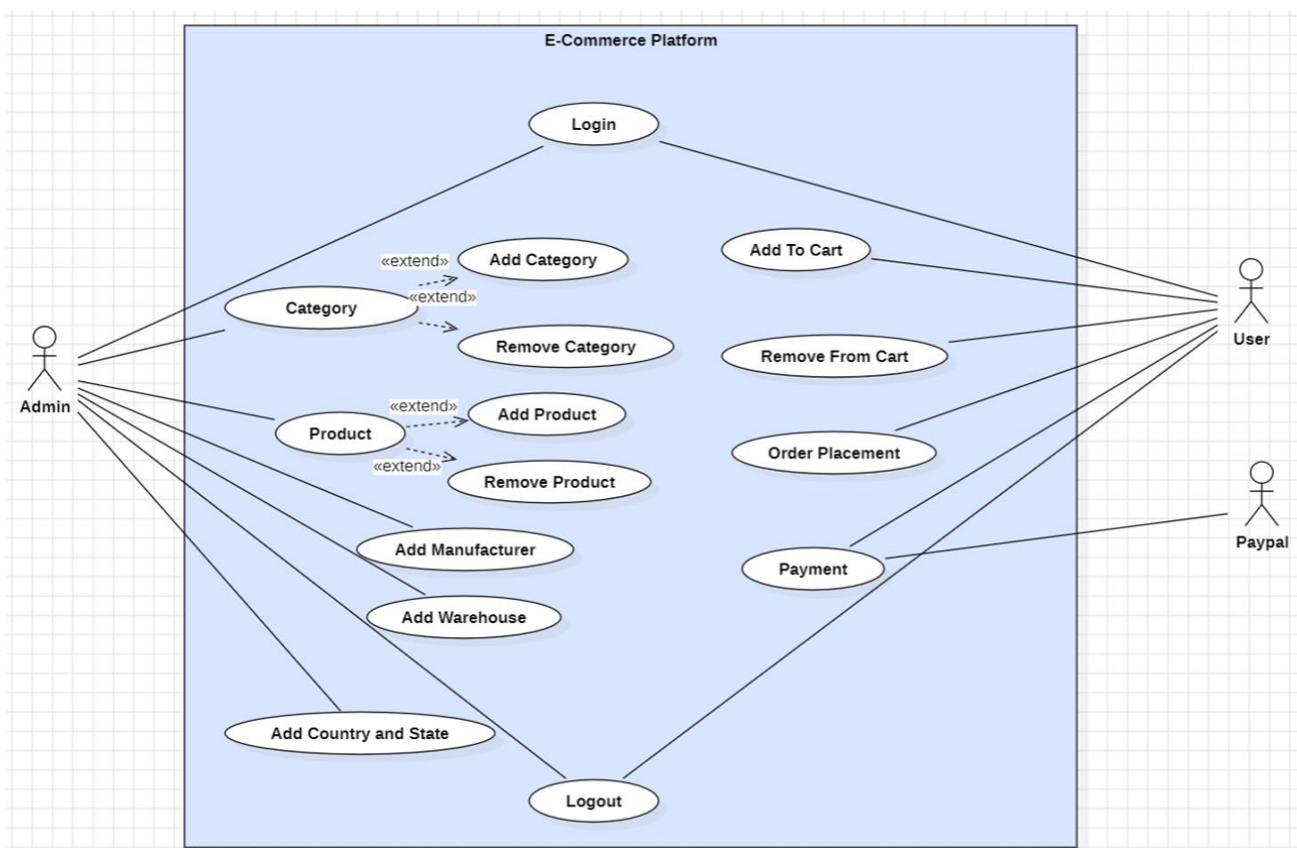 E-Commerce Platform
Login
«extend»
Add Category
Add To Cart
Category
«extend»
User
Remove Category
Remove From Cart
Admin
«extend»
Add Product
Product
Order Placement
«extend»
Remove Product
Paypal
Add Manufacturer
Payment
Add Warehouse
Add Country and State
Logout